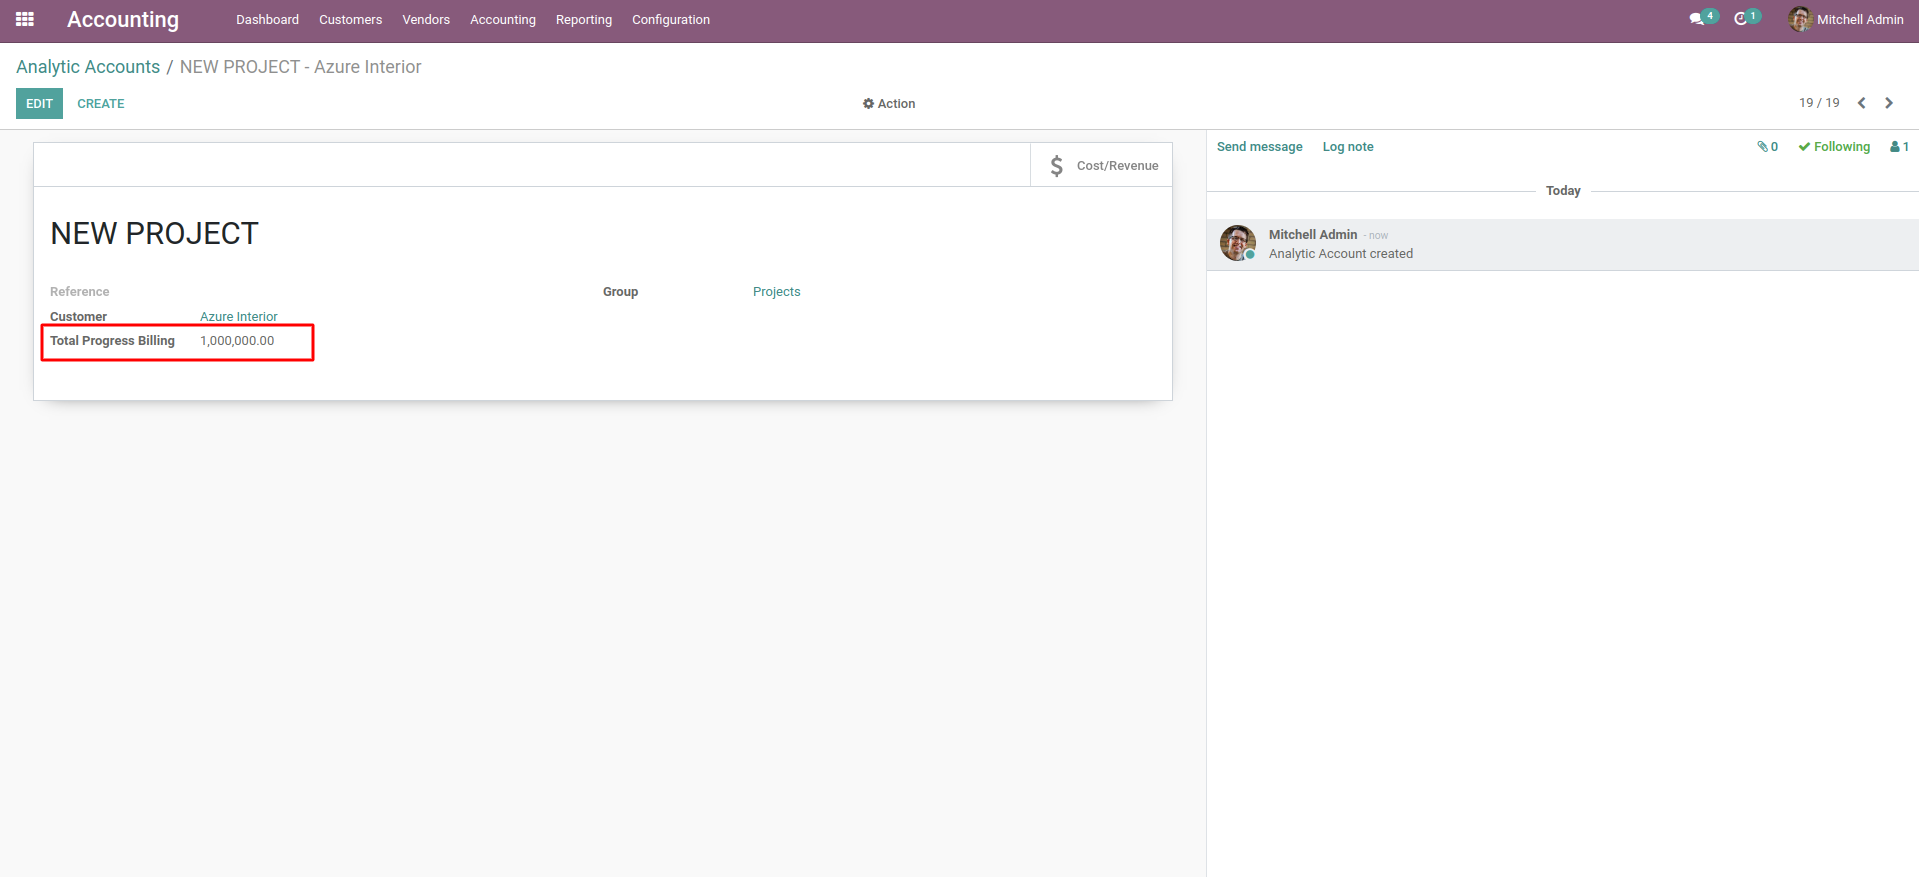 Accounting Dashboard Customers Vendors Accounting Reporting Configuration 4 1 Mitchell Admin
Analytic Accounts / NEW PROJECT - Azure Interior
EDIT CREATE Action 19 / 19
Cost/Revenue
NEW PROJECT
Reference
Group Projects
Customer Azure Interior
Total Progress Billing 1,000,000.00
Send message Log note 0 Following 1
Today
Mitchell Admin - now
Analytic Account created